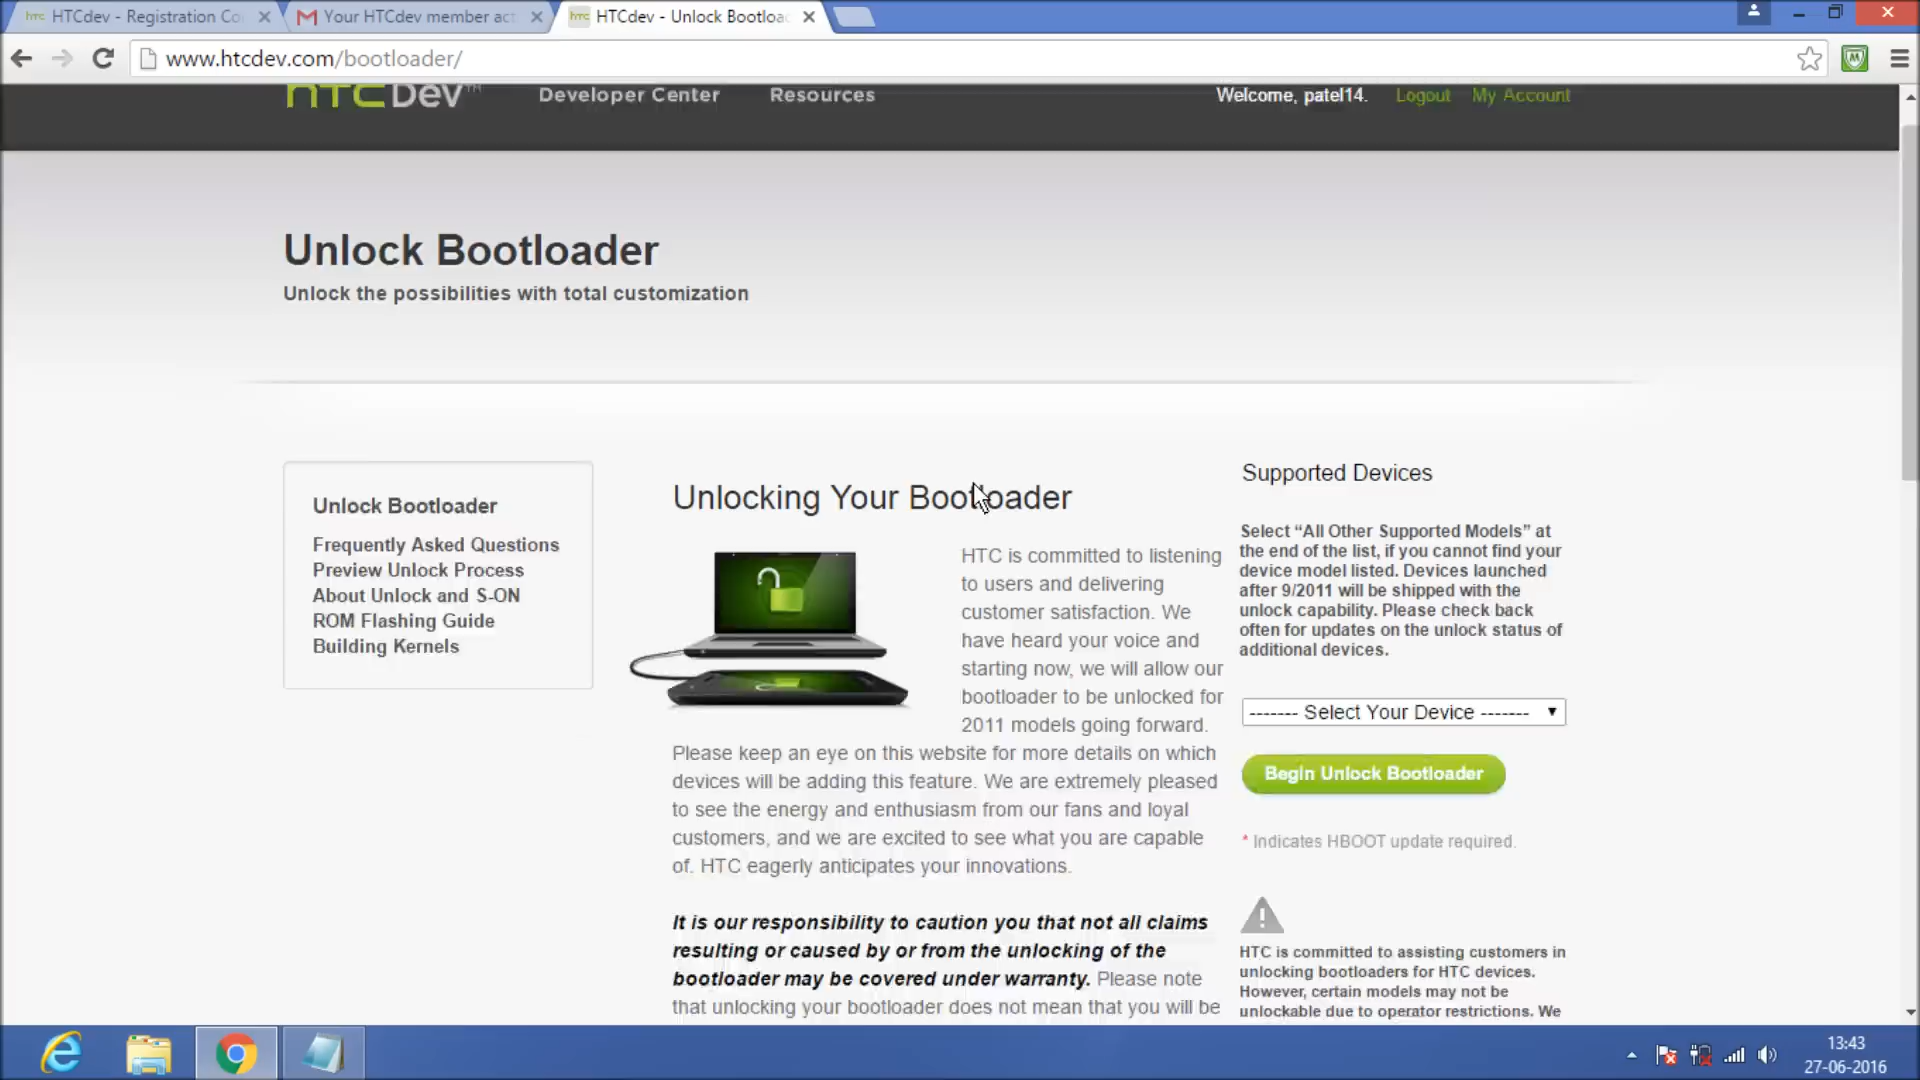 HTCdev - Registration Co
Your HTCdev member act
HTCdev - Unlock Bootloa
www.htcdev.com/bootloader/
HTCDev™
Developer Center
Resources
Welcome, patel14.
Logout
My Account
Unlock Bootloader
Unlock the possibilities with total customization
Unlock Bootloader
Frequently Asked Questions
Preview Unlock Process
About Unlock and S-ON
ROM Flashing Guide
Building Kernels
Unlocking Your Bootloader
HTC is committed to listening
to users and delivering
customer satisfaction. We
have heard your voice and
starting now, we will allow our
bootloader to be unlocked for
2011 models going forward.
Please keep an eye on this website for more details on which
devices will be adding this feature. We are extremely pleased
to see the energy and enthusiasm from our fans and loyal
customers, and we are excited to see what you are capable
of. HTC eagerly anticipates your innovations.
It is our responsibility to caution you that not all claims
resulting or caused by or from the unlocking of the
bootloader may be covered under warranty. Please note
that unlocking your bootloader does not mean that you will be
Supported Devices
Select “All Other Supported Models” at
the end of the list, if you cannot find your
device model listed. Devices launched
after 9/2011 will be shipped with the
unlock capability. Please check back
often for updates on the unlock status of
additional devices.
------- Select Your Device -------
Begin Unlock Bootloader
* Indicates HBOOT update required.
HTC is committed to assisting customers in
unlocking bootloaders for HTC devices.
However, certain models may not be
unlockable due to operator restrictions. We
13:43
27-06-2016